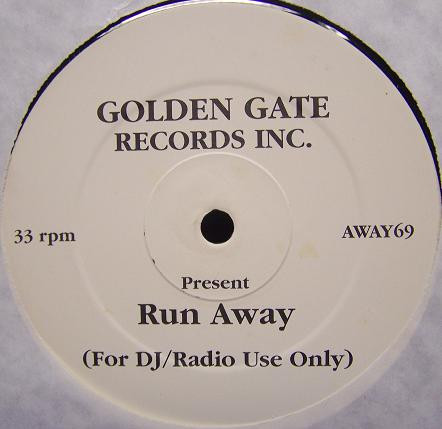 GOLDEN GATE
RECORDS INC.
33 rpm
AWAY69
Present
Run Away
(For DJ/Radio Use Only)